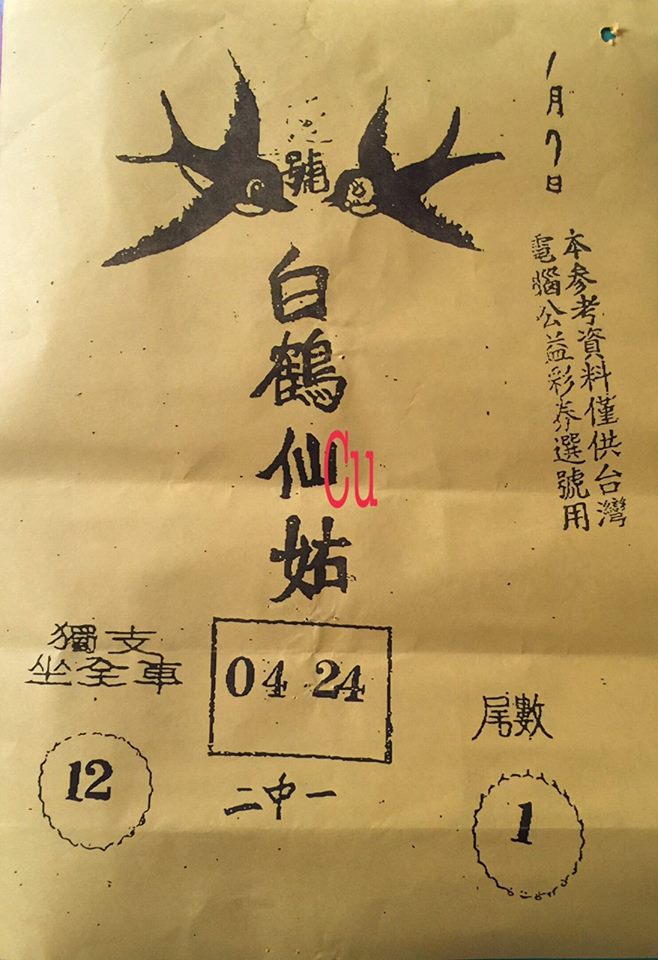 1月7日
本参考資料僅供台灣
電腦公益彩券選號用
號
白鶴仙姑
Cu
獨支
坐全車
12
04 24
二中一
尾數
1